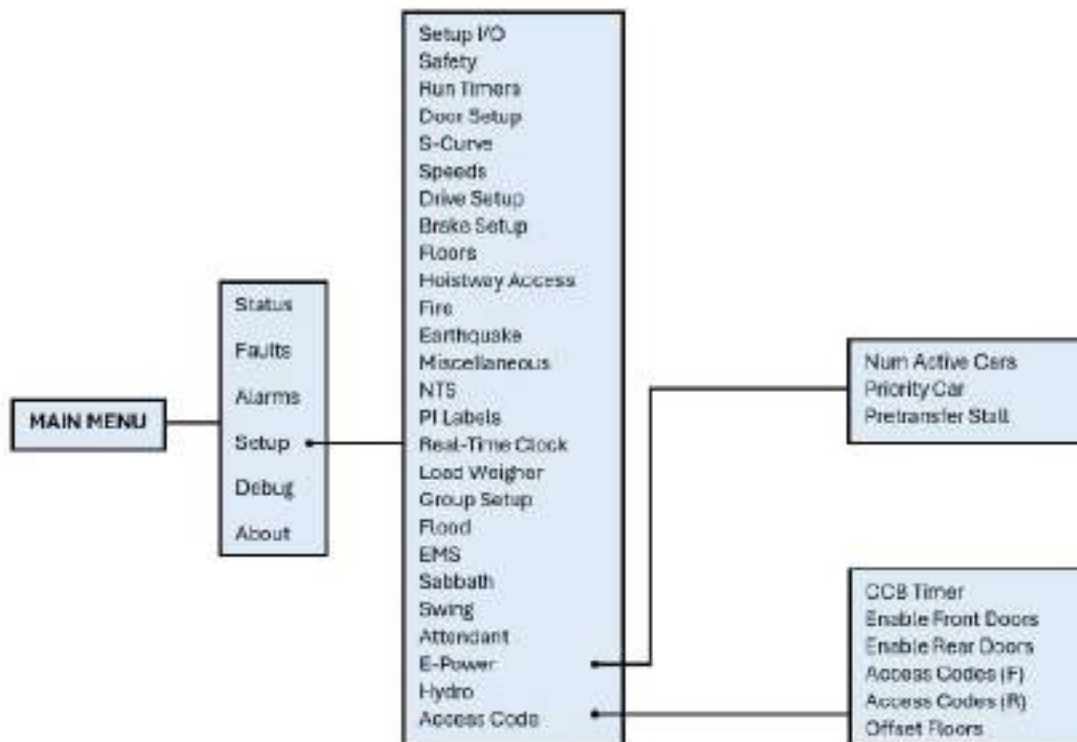 MAIN MENU
Status
Faults
Alarms
Setup
Debug
About
Setup I/O
Safety
Run Timers
Door Setup
S-Curve
Speeds
Drive Setup
Brake Setup
Floors
Hoistway Access
Fire
Earthquake
Miscellaneous
NTS
PI Labels
Real-Time Clock
Load Weigher
Group Setup
Flood
EMS
Sabbath
Swing
Attendant
E-Power
Hydro
Access Code
Num Active Cars
Priority Car
Pretransfer Stall
CCB Timer
Enable Front Doors
Enable Rear Doors
Access Codes (F)
Access Codes (R)
Offset Floors